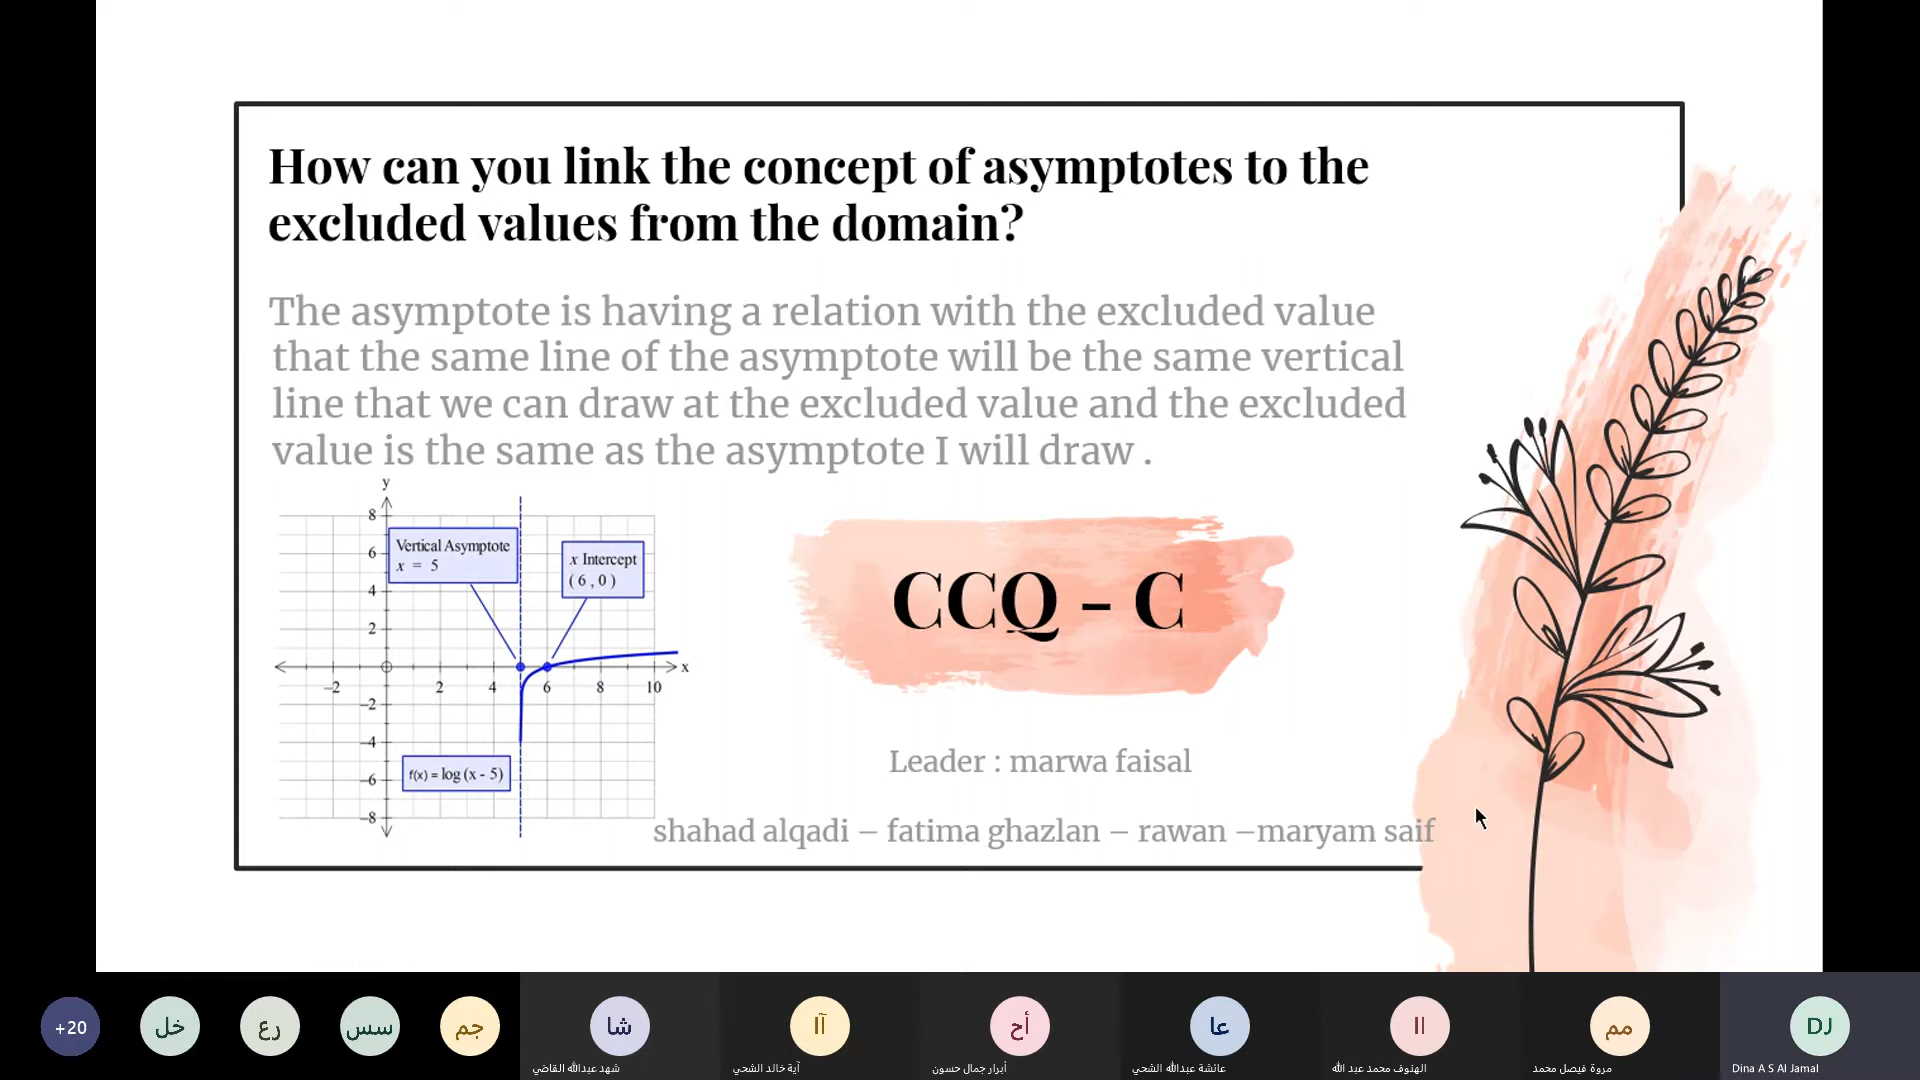 How can you link the concept of asymptotes to the
excluded values from the domain?
The asymptote is having a relation with the excluded value
that the same line of the asymptote will be the same vertical
line that we can draw at the excluded value and the excluded
value is the same as the asymptote I will draw .
y
8
6
4
2
-2
-4
-6
-8
-2
2
4
6
8
10
x
Vertical Asymptote
x = 5
x Intercept
( 6 , 0 )
f(x) = log (x - 5)
CCQ - C
Leader : marwa faisal
shahad alqadi – fatima ghazlan – rawan –maryam saif
+20
خل
رع
سس
جم
شا
شهد عبدالله القاضي
آا
آية خالد الشحي
أح
أبرار جمال حسون
عا
عائشة عبدالله الشحي
اا
الهنوف محمد عبد الله
مم
مروة فيصل محمد
DJ
Dina A S Al Jamal